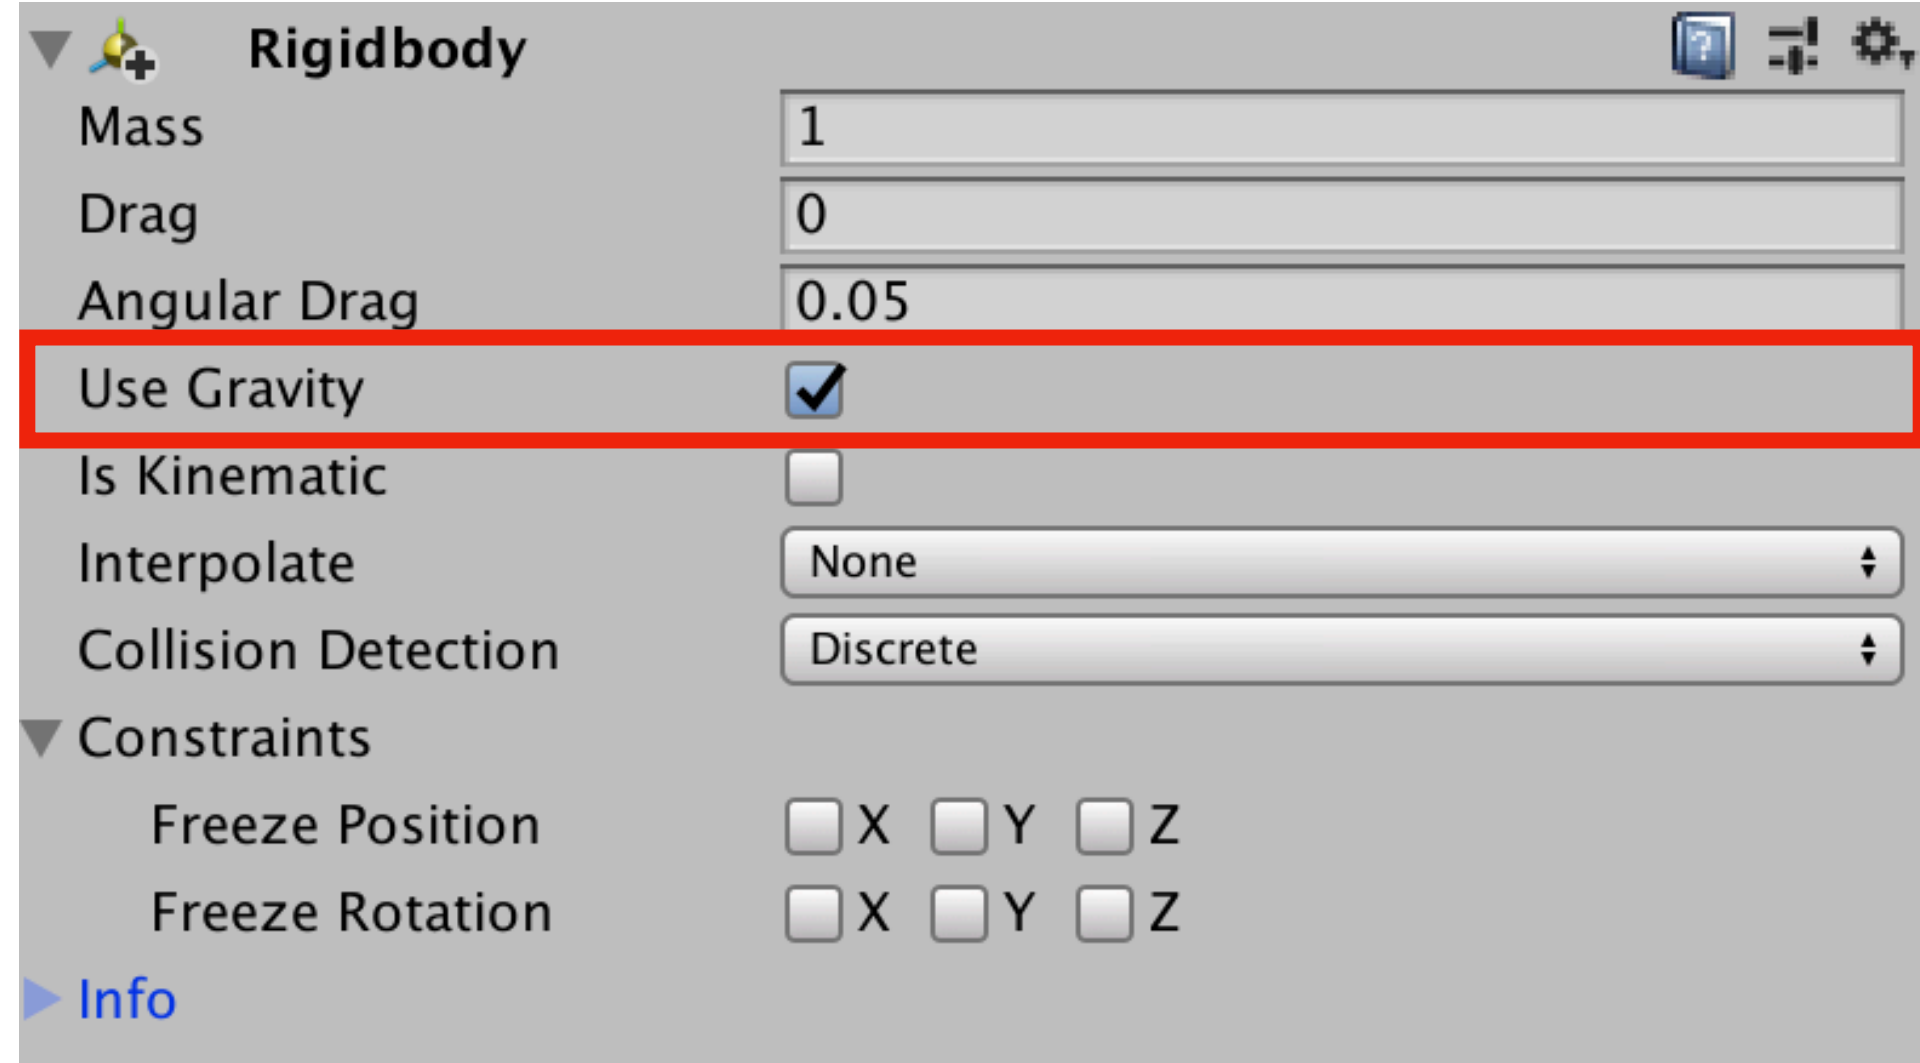 Rigidbody
Mass 1
Drag 0
Angular Drag 0.05
Use Gravity
Is Kinematic
Interpolate None
Collision Detection Discrete
Constraints
Freeze Position X Y Z
Freeze Rotation X Y Z
Info